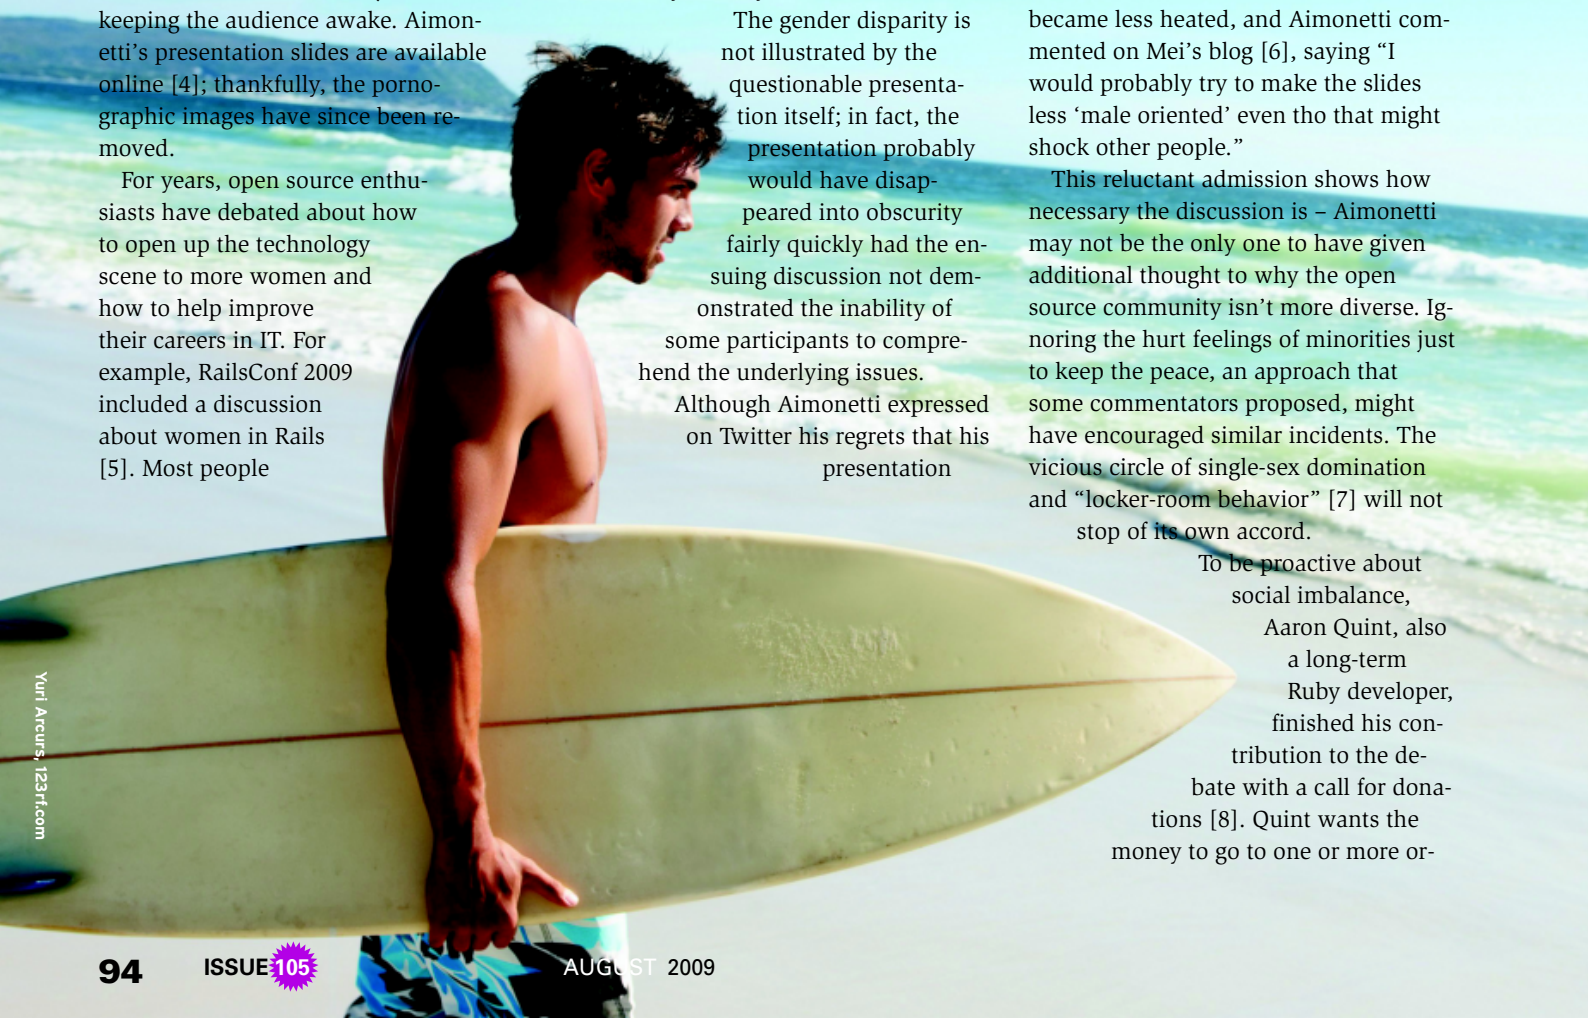 keeping the audience awake. Aimon-
etti's presentation slides are available
online [4]; thankfully, the porno-
graphic images have since been re-
moved.
For years, open source enthu-
siasts have debated about how
to open up the technology
scene to more women and
how to help improve
their careers in IT. For
example, RailsConf 2009
included a discussion
about women in Rails
[5]. Most people
The gender disparity is
not illustrated by the
questionable presenta-
tion itself; in fact, the
presentation probably
would have disap-
peared into obscurity
fairly quickly had the en-
suing discussion not dem-
onstrated the inability of
some participants to compre-
hend the underlying issues.
Although Aimonetti expressed
on Twitter his regrets that his
presentation
became less heated, and Aimonetti com-
mented on Mei's blog [6], saying “I
would probably try to make the slides
less ‘male oriented’ even tho that might
shock other people.”
This reluctant admission shows how
necessary the discussion is – Aimonetti
may not be the only one to have given
additional thought to why the open
source community isn't more diverse. Ig-
noring the hurt feelings of minorities just
to keep the peace, an approach that
some commentators proposed, might
have encouraged similar incidents. The
vicious circle of single-sex domination
and “locker-room behavior” [7] will not
stop of its own accord.
To be proactive about
social imbalance,
Aaron Quint, also
a long-term
Ruby developer,
finished his con-
tribution to the de-
bate with a call for dona-
tions [8]. Quint wants the
money to go to one or more or-
Yuri Arcurs, 123rf.com
94 ISSUE 105 AUGUST 2009